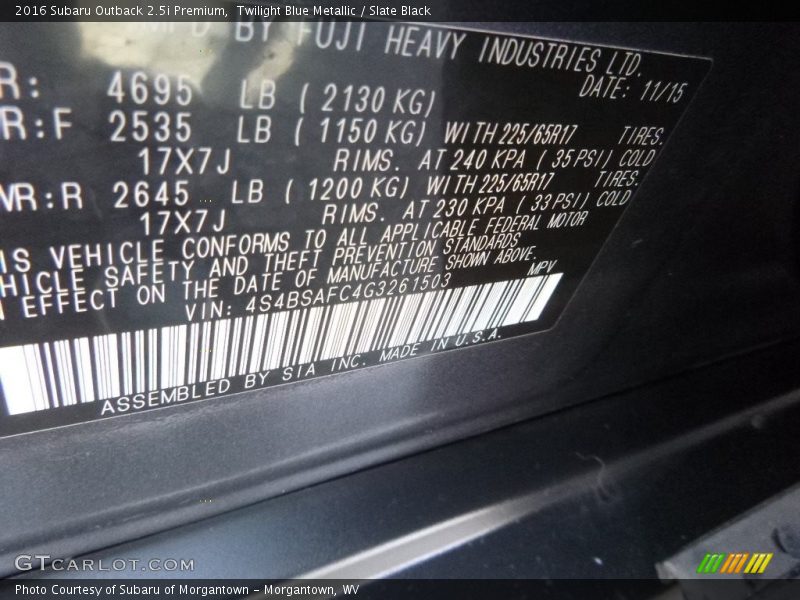 2016 Subaru Outback 2.5i Premium, Twilight Blue Metallic / Slate Black
BY FUJI HEAVY INDUSTRIES LTD.
DATE: 11/15
R: 4695 LB ( 2130 KG)
R:F 2535 LB ( 1150 KG) WITH 225/65R17 TIRES.
17X7J RIMS. AT 240 KPA ( 35 PSI) COLD
WR:R 2645 LB ( 1200 KG) WITH 225/65R17 TIRES.
17X7J RIMS. AT 230 KPA ( 33 PSI) COLD
IS VEHICLE CONFORMS TO ALL APPLICABLE FEDERAL MOTOR
HICLE SAFETY AND THEFT PREVENTION STANDARDS
N EFFECT ON THE DATE OF MANUFACTURE SHOWN ABOVE.
VIN: 4S4BSAFC4G3261503 MPV
ASSEMBLED BY SIA INC. MADE IN U.S.A.
GTCARLOT.COM
Photo Courtesy of Subaru of Morgantown - Morgantown, WV